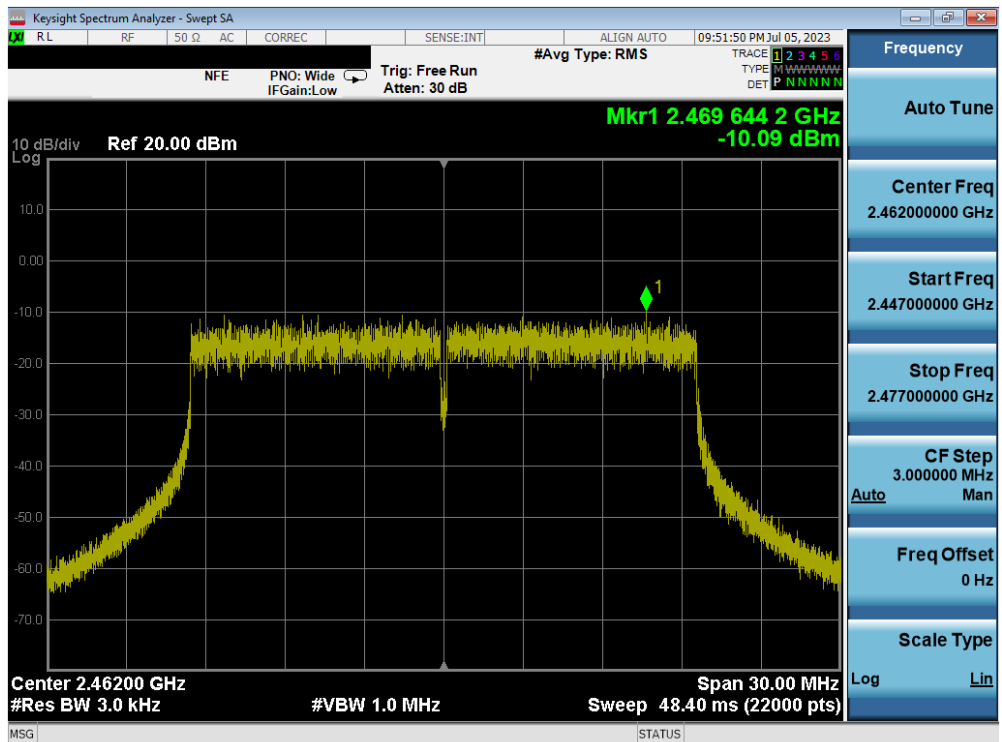 Keysight Spectrum Analyzer - Swept SA
LXI RL RF 50 Ω AC CORREC SENSE:INT ALIGN AUTO 09:51:50 PM Jul 05, 2023
NFE PNO: Wide Trig: Free Run #Avg Type: RMS TRACE 1 2 3 4 5 6
IFGain:Low Atten: 30 dB TYPE M WWWWW
DET P N N N N N
Mkr1 2.469 644 2 GHz
-10.09 dBm
10 dB/div Ref 20.00 dBm
Log
1
10.0
0.00
-10.0
-20.0
-30.0
-40.0
-50.0
-60.0
-70.0
Center 2.46200 GHz Span 30.00 MHz
#Res BW 3.0 kHz #VBW 1.0 MHz Sweep 48.40 ms (22000 pts)
MSG STATUS
Frequency
Auto Tune
Center Freq
2.462000000 GHz
Start Freq
2.447000000 GHz
Stop Freq
2.477000000 GHz
CF Step
3.000000 MHz
Auto Man
Freq Offset
0 Hz
Scale Type
Log Lin